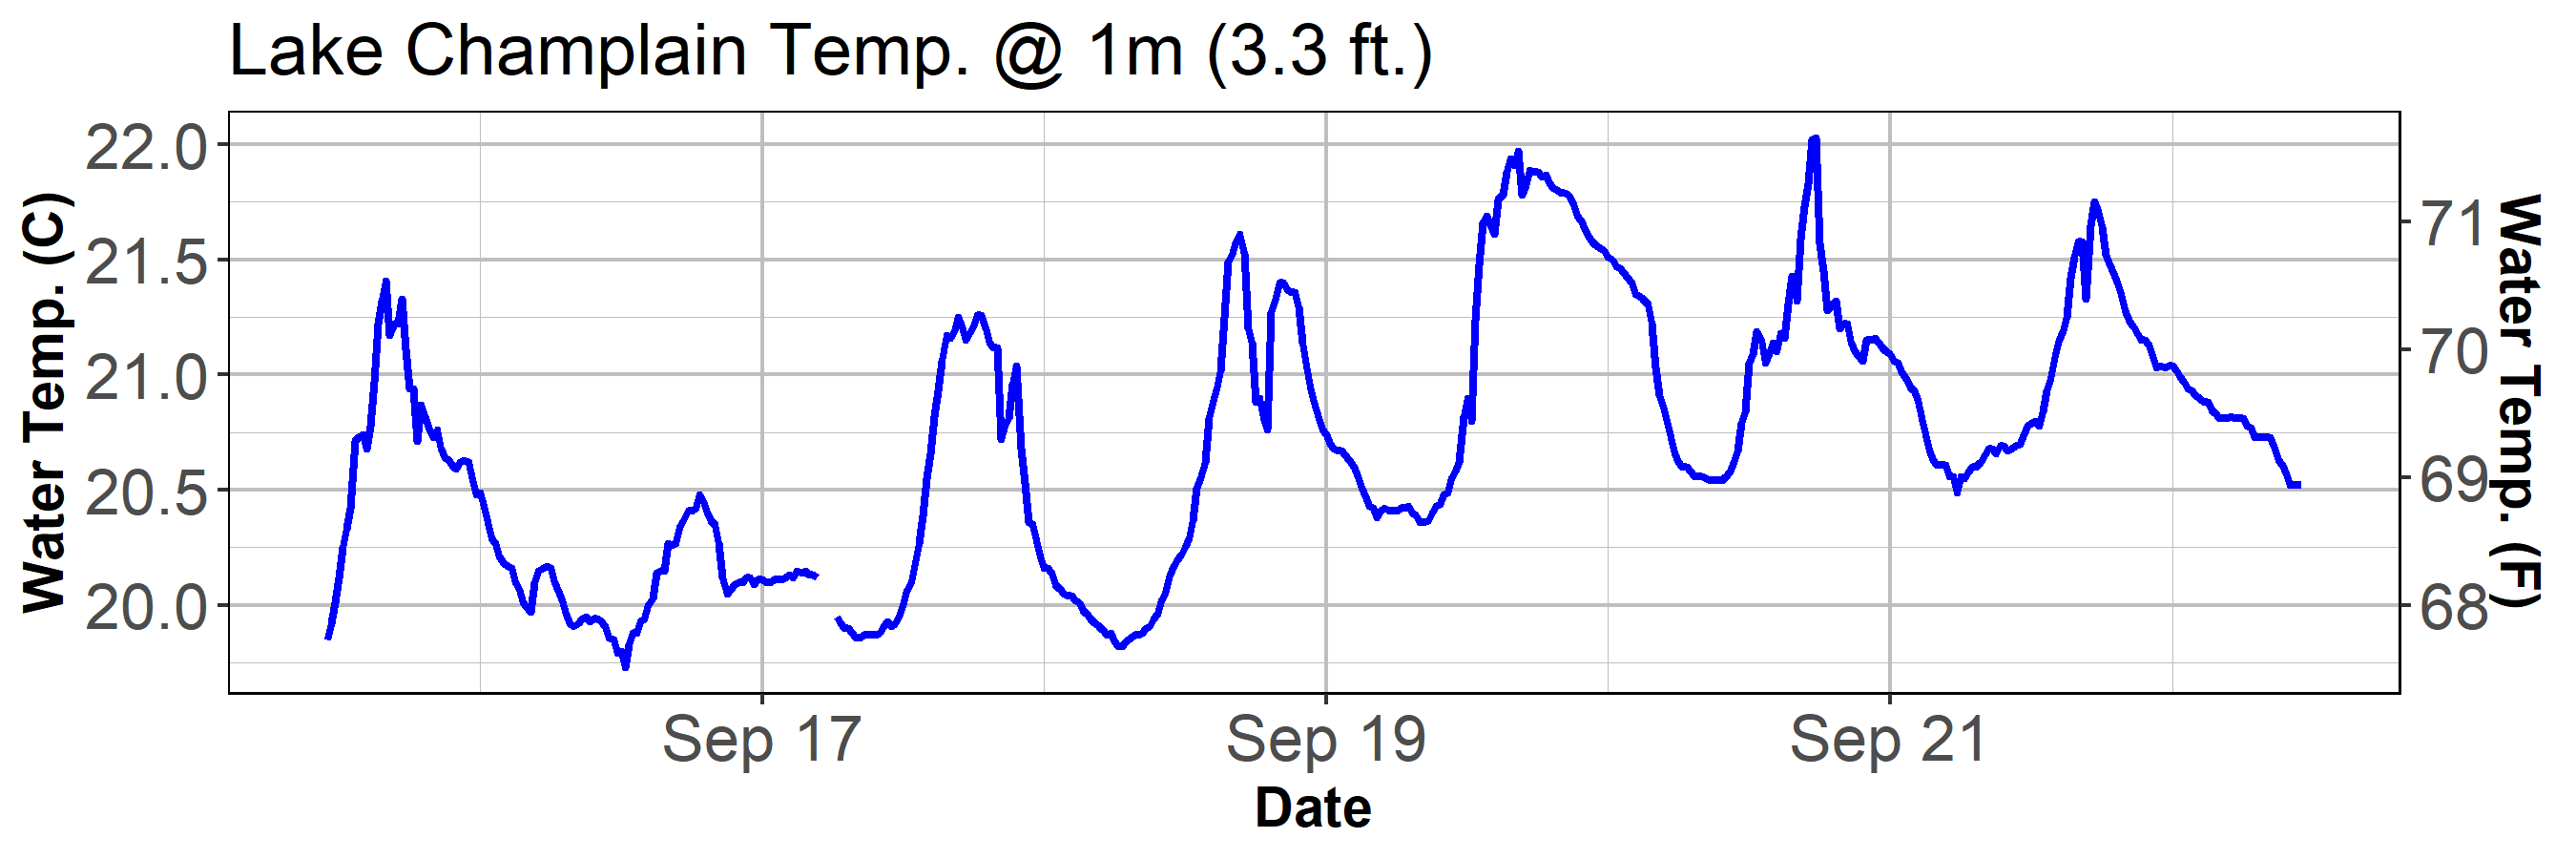 Lake Champlain Temp. @ 1m (3.3 ft.)
Water Temp. (C)
22.0
21.5
21.0
20.5
20.0
71
70
69
68
Water Temp. (F)
Sep 17
Sep 19
Sep 21
Date